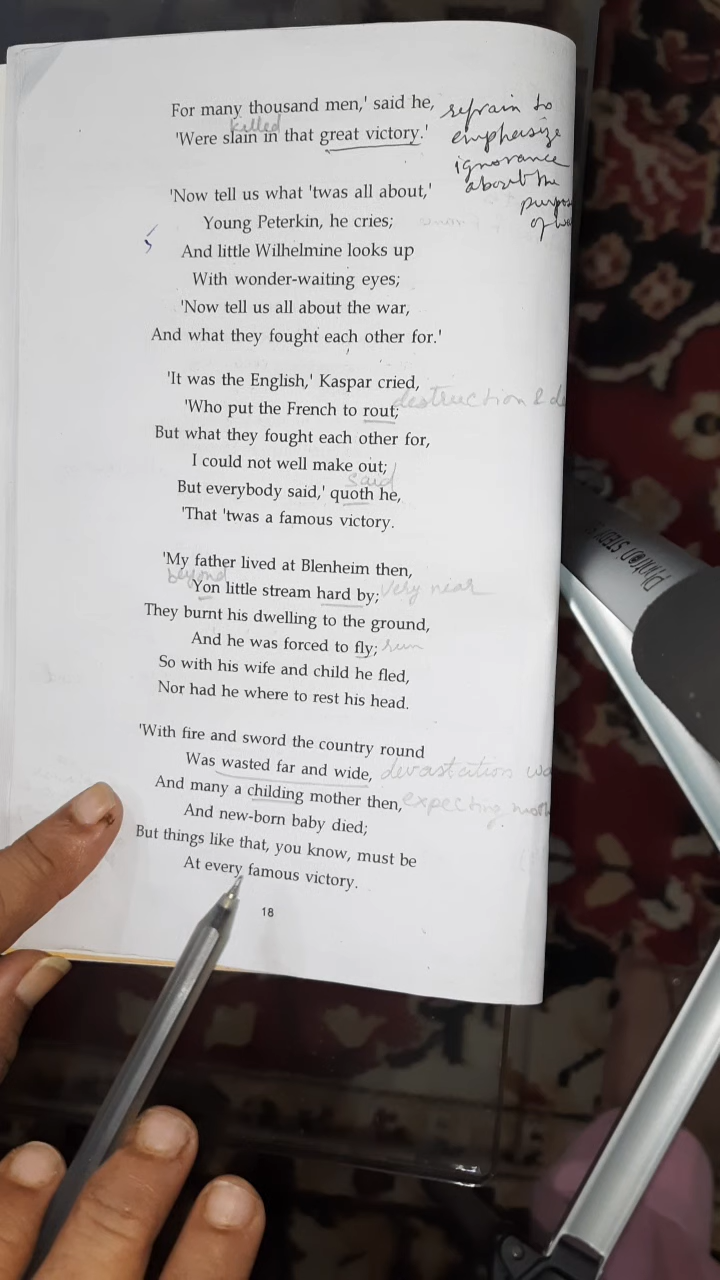 For many thousand men,' said he,
refrain to
killed
'Were slain in that great victory.'
emphasize
ignorance
about the
purpos
of wa
'Now tell us what 'twas all about,'
Young Peterkin, he cries;
And little Wilhelmine looks up
With wonder-waiting eyes;
'Now tell us all about the war,
And what they fought each other for.'
'It was the English,' Kaspar cried,
destruction & d
'Who put the French to rout;
But what they fought each other for,
I could not well make out;
said
But everybody said,' quoth he,
'That 'twas a famous victory.
'My father lived at Blenheim then,
beyond
Yon little stream hard by; very near
They burnt his dwelling to the ground,
And he was forced to fly; run
So with his wife and child he fled,
Nor had he where to rest his head.
'With fire and sword the country round
Was wasted far and wide, devastation wa
And many a childing mother then, expecting moth
And new-born baby died;
But things like that, you know, must be
At every famous victory.
18